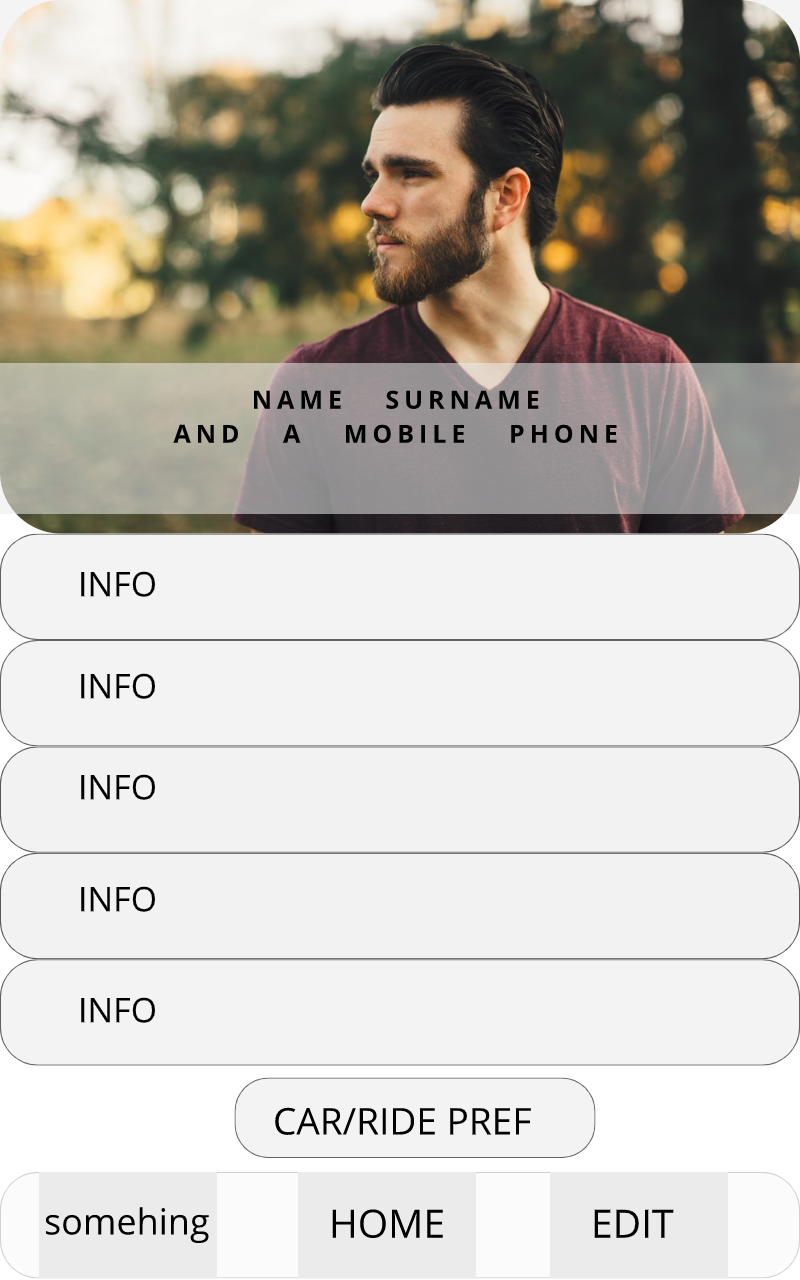 NAME SURNAME
AND A MOBILE PHONE
INFO
INFO
INFO
INFO
INFO
CAR/RIDE PREF
somehing HOME EDIT